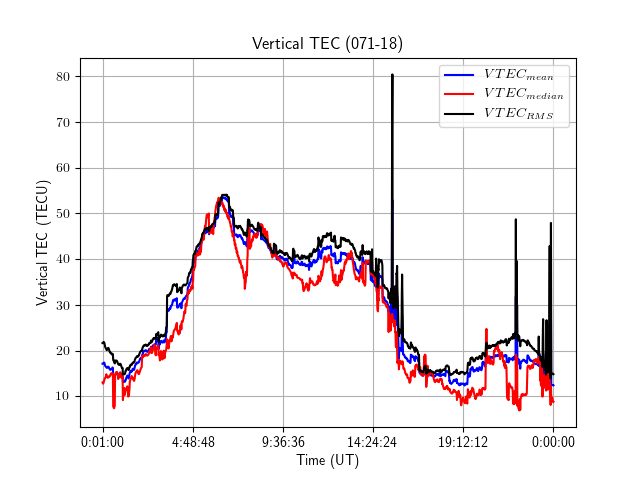 Vertical TEC (071-18)
VTEC_mean
VTEC_median
VTEC_RMS
80
70
60
50
40
30
20
10
Vertical TEC (TECU)
0:01:00 4:48:48 9:36:36 14:24:24 19:12:12 0:00:00
Time (UT)